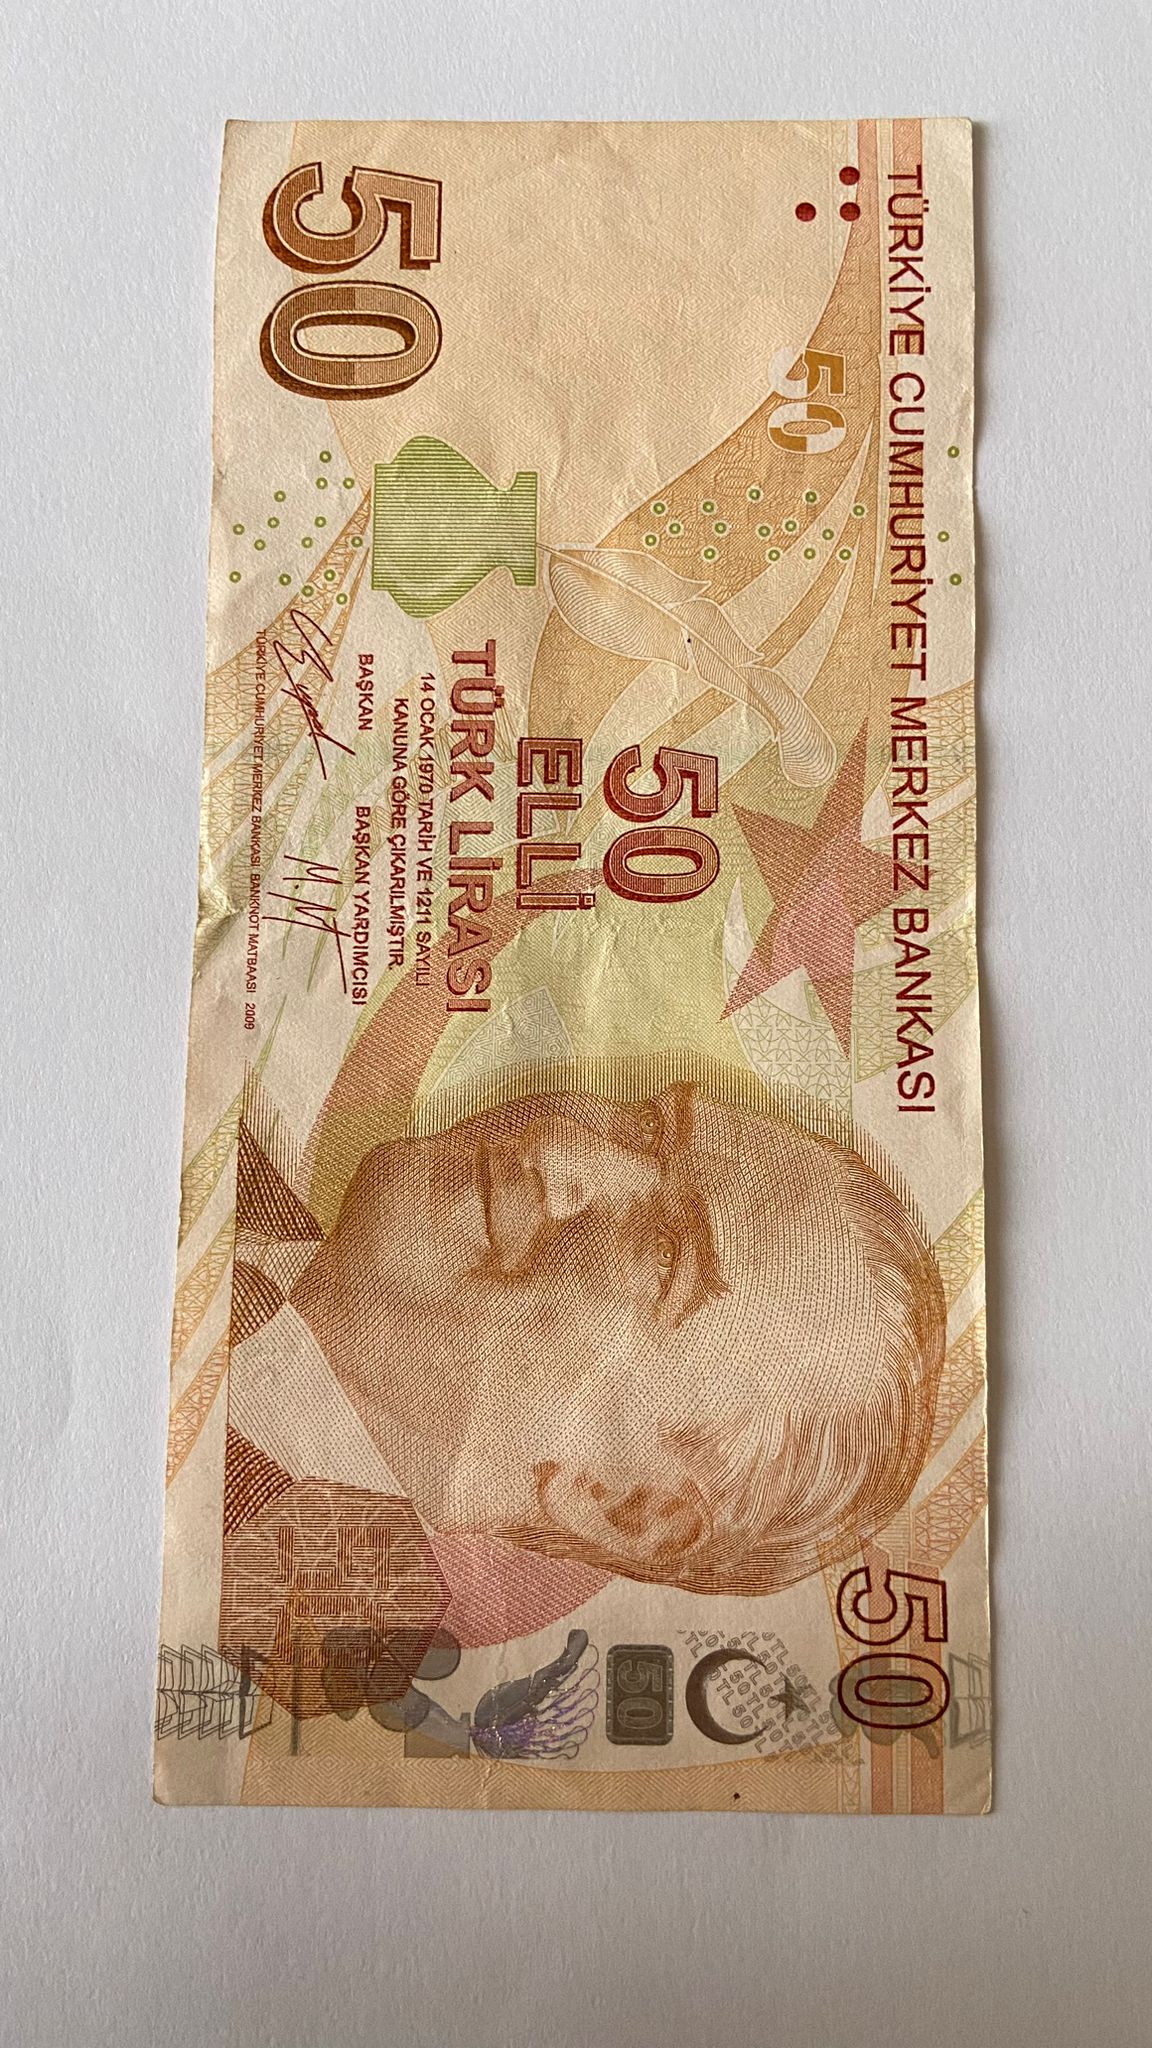 TÜRKİYE CUMHURİYET MERKEZ BANKASI
50
50
50
ELLİ
TÜRK LİRASI
14 OCAK 1970 TARİH VE 1211 SAYILI
KANUNA GÖRE ÇIKARILMIŞTIR.
BAŞKAN
BAŞKAN YARDIMCISI
50
TÜRKİYE CUMHURİYET MERKEZ BANKASI BANKNOT MATBAASI 2009
50